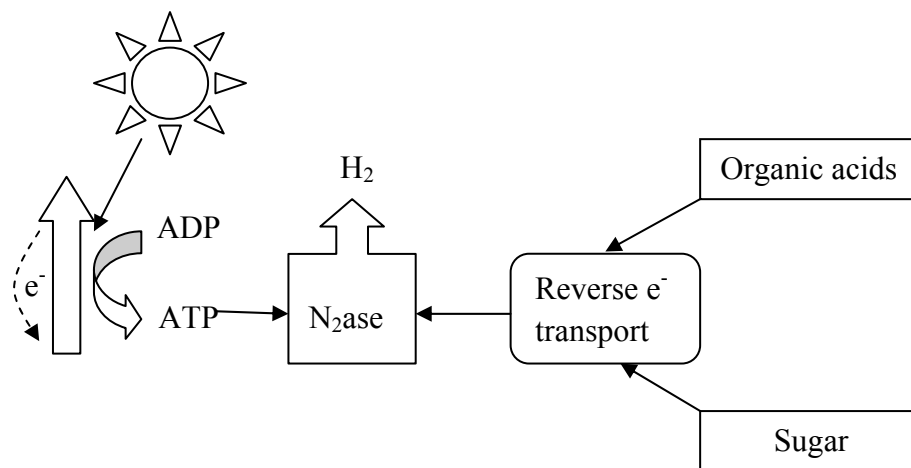 H₂
Organic acids
ADP
e⁻
ATP
N₂ase
Reverse e⁻
transport
Sugar